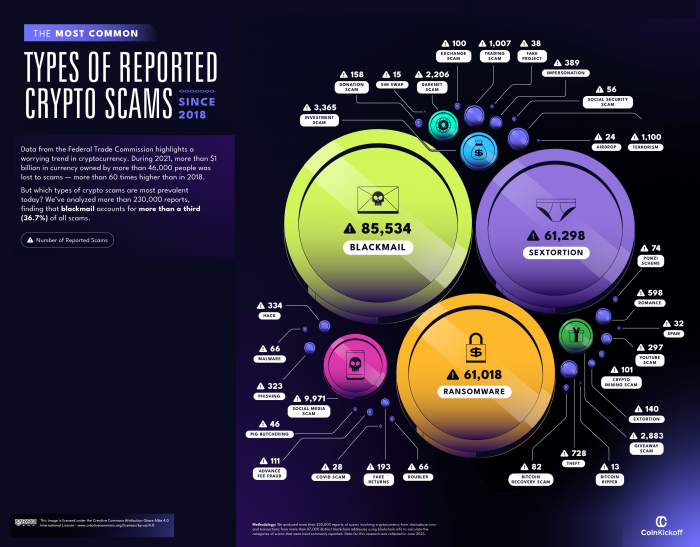 THE MOST COMMON
TYPES OF REPORTED
CRYPTO SCAMS SINCE
2018
Data from the Federal Trade Commission highlights a
worrying trend in cryptocurrency. During 2021, more than $1
billion in currency owned by more than 46,000 people was
lost to scams — more than 60 times higher than in 2018.
But which types of crypto scams are most prevalent
today? We've analyzed more than 230,000 reports,
finding that blackmail accounts for more than a third
(36.7%) of all scams.
Number of Reported Scams
100
EXCHANGE
SCAM
1,007
TRADING
SCAM
38
FAKE
PROJECT
389
IMPERSONATION
158
DONATION
SCAM
15
SIM SWAP
2,206
DARKNET
SCAM
56
SOCIAL SECURITY
SCAM
3,365
INVESTMENT
SCAM
24
AIRDROP
1,100
TERRORISM
85,534
BLACKMAIL
61,298
SEXTORTION
74
PONZI
SCHEME
598
ROMANCE
32
SPAM
297
YOUTUBE
SCAM
101
CRYPTO
MINING SCAM
140
EXTORTION
2,883
GIVEAWAY
SCAM
334
HACK
66
MALWARE
323
PHISHING
9,971
SOCIAL MEDIA
SCAM
$
61,018
RANSOMWARE
46
PIG BUTCHERING
111
ADVANCE
FEE FRAUD
28
COVID SCAM
193
FAKE
RETURNS
66
DOUBLER
82
BITCOIN
RECOVERY SCAM
728
THEFT
13
BITCOIN
RIPPER
This image is licensed under the Creative Commons Attribution-Share Alike 4.0
International License - www.creativecommons.org/licenses/by-sa/4.0
Methodology: We analyzed more than 230,000 reports of scams involving cryptocurrencies from chainabuse.com
and transactions from more than 87,000 distinct blockchain addresses using blockchain.info to calculate the
categories of scams that were most commonly reported. Data for this research was collected in June 2023.
CoinKickoff